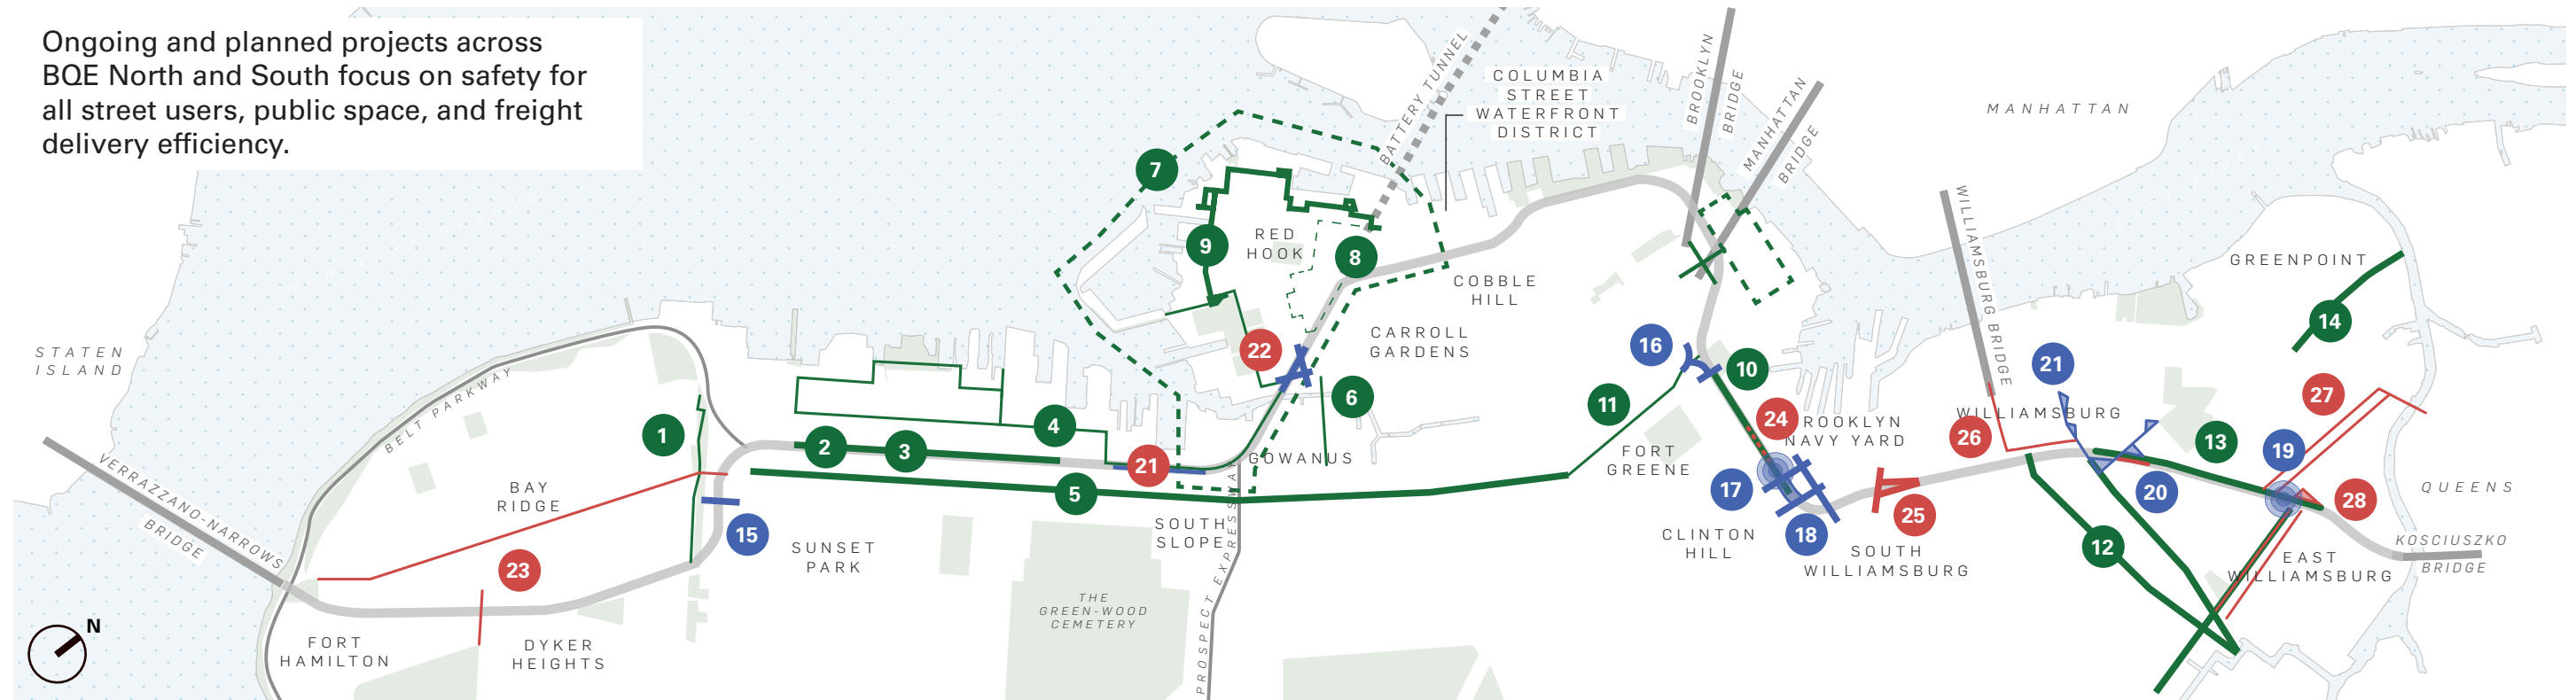 Ongoing and planned projects across
BQE North and South focus on safety for
all street users, public space, and freight
delivery efficiency.
BATTERY TUNNEL
COLUMBIA
STREET
WATERFRONT
DISTRICT
BROOKLYN
BRIDGE
MANHATTAN
BRIDGE
MANHATTAN
7
9
RED
HOOK
8
COBBLE
HILL
CARROLL
GARDENS
22
6
STATEN
ISLAND
BELT PARKWAY
VERRAZZANO-NARROWS
BRIDGE
1
2
3
4
21
5
GOWANUS
BAY
RIDGE
15
23
SUNSET
PARK
SOUTH
SLOPE
PROSPECT EXPRESSWAY
THE
GREEN-WOOD
CEMETERY
N
FORT
HAMILTON
DYKER
HEIGHTS
WILLIAMSBURG BRIDGE
GREENPOINT
14
16
10
11
24
ROOKLYN
NAVY YARD
FORT
GREENE
17
18
CLINTON
HILL
25
SOUTH
WILLIAMSBURG
26
WILLIAMSBURG
21
27
13
19
20
28
QUEENS
12
EAST
WILLIAMSBURG
KOSCIUSZKO
BRIDGE